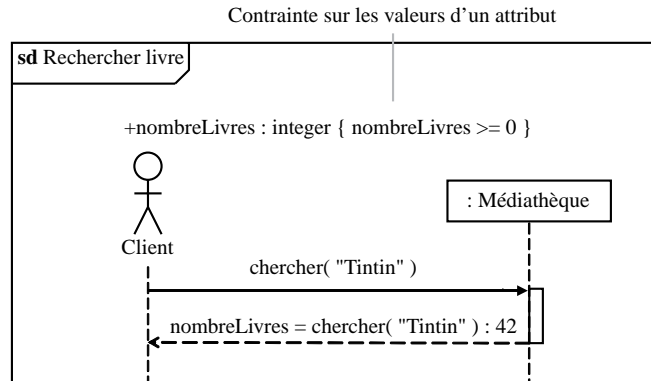 Contrainte sur les valeurs d’un attribut
sd Rechercher livre
+nombreLivres : integer { nombreLivres >= 0 }
: Médiathèque
Client
chercher( "Tintin" )
nombreLivres = chercher( "Tintin" ) : 42